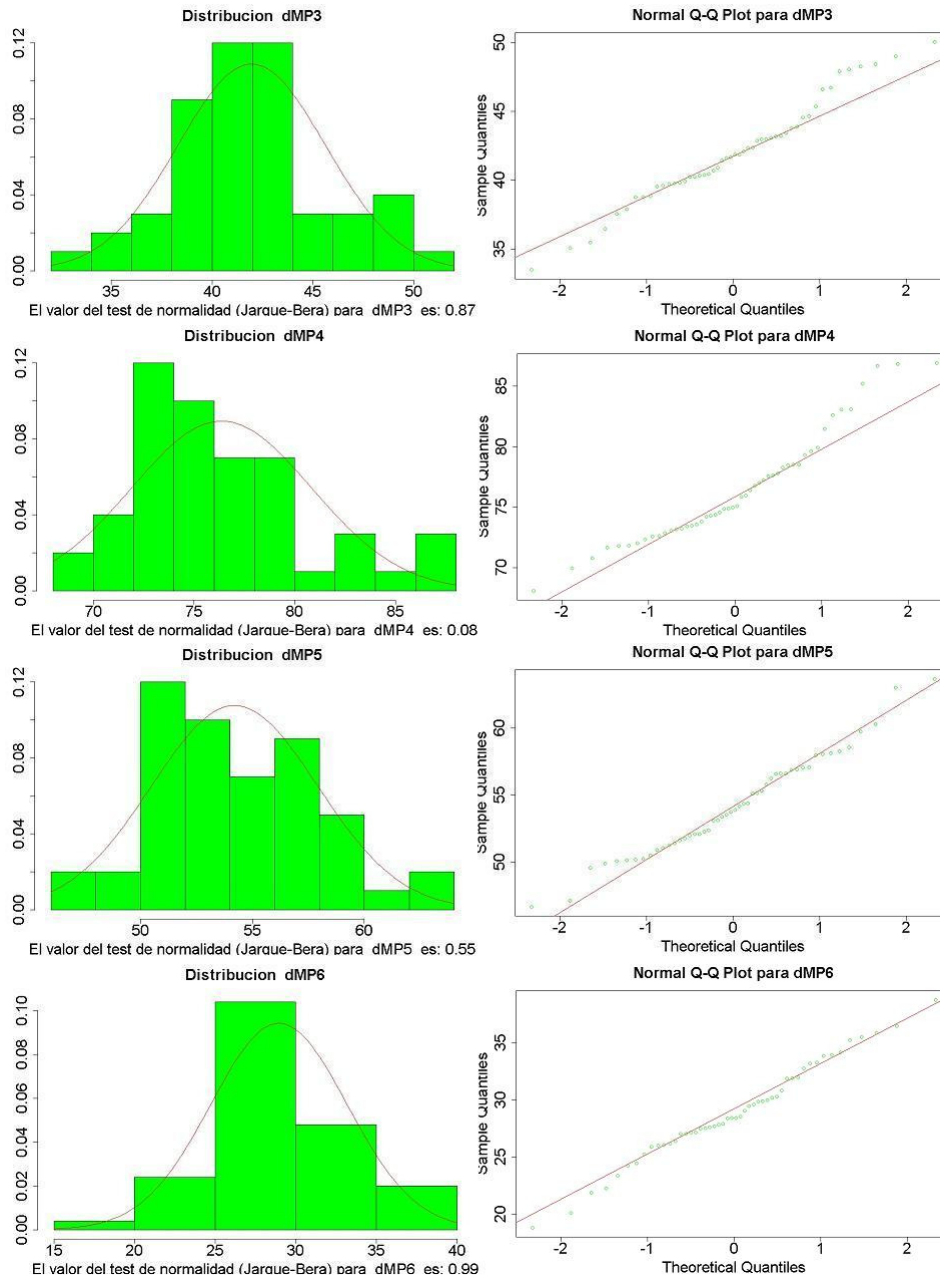 Distribucion dMP3
0.12
0.08
0.04
0.00
35 40 45 50
El valor del test de normalidad (Jarque-Bera) para dMP3 es: 0.87
Normal Q-Q Plot para dMP3
Sample Quantiles
50
45
40
35
-2 -1 0 1 2
Theoretical Quantiles
Distribucion dMP4
0.12
0.08
0.04
0.00
70 75 80 85
El valor del test de normalidad (Jarque-Bera) para dMP4 es: 0.08
Normal Q-Q Plot para dMP4
Sample Quantiles
85
80
75
70
-2 -1 0 1 2
Theoretical Quantiles
Distribucion dMP5
0.12
0.08
0.04
0.00
50 55 60
El valor del test de normalidad (Jarque-Bera) para dMP5 es: 0.55
Normal Q-Q Plot para dMP5
Sample Quantiles
60
55
50
-2 -1 0 1 2
Theoretical Quantiles
Distribucion dMP6
0.10
0.08
0.06
0.04
0.02
0.00
15 20 25 30 35 40
El valor del test de normalidad (Jarque-Bera) para dMP6 es: 0.99
Normal Q-Q Plot para dMP6
Sample Quantiles
35
30
25
20
-2 -1 0 1 2
Theoretical Quantiles